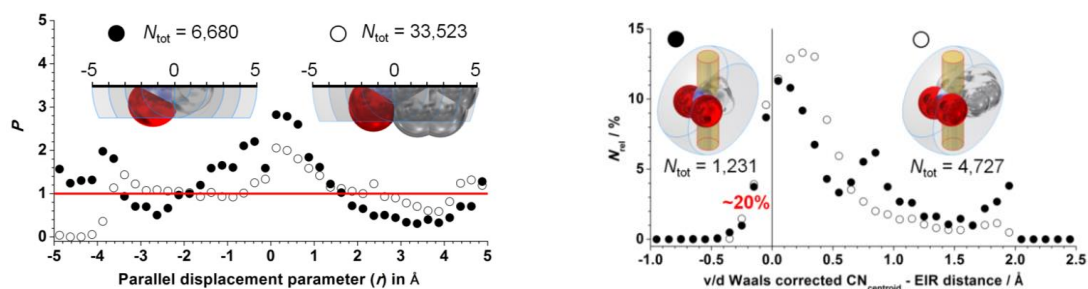 5
4
3
2
1
0
P
N_tot = 6,680
N_tot = 33,523
-5 0 5
-5 0 5
-5 -4 -3 -2 -1 0 1 2 3 4 5
Parallel displacement parameter (r) in Å
15
10
5
0
N_rel / %
N_tot = 1,231
N_tot = 4,727
~20%
-1.0 -0.5 0.0 0.5 1.0 1.5 2.0 2.5
v/d Waals corrected CN_centroid - EIR distance / Å